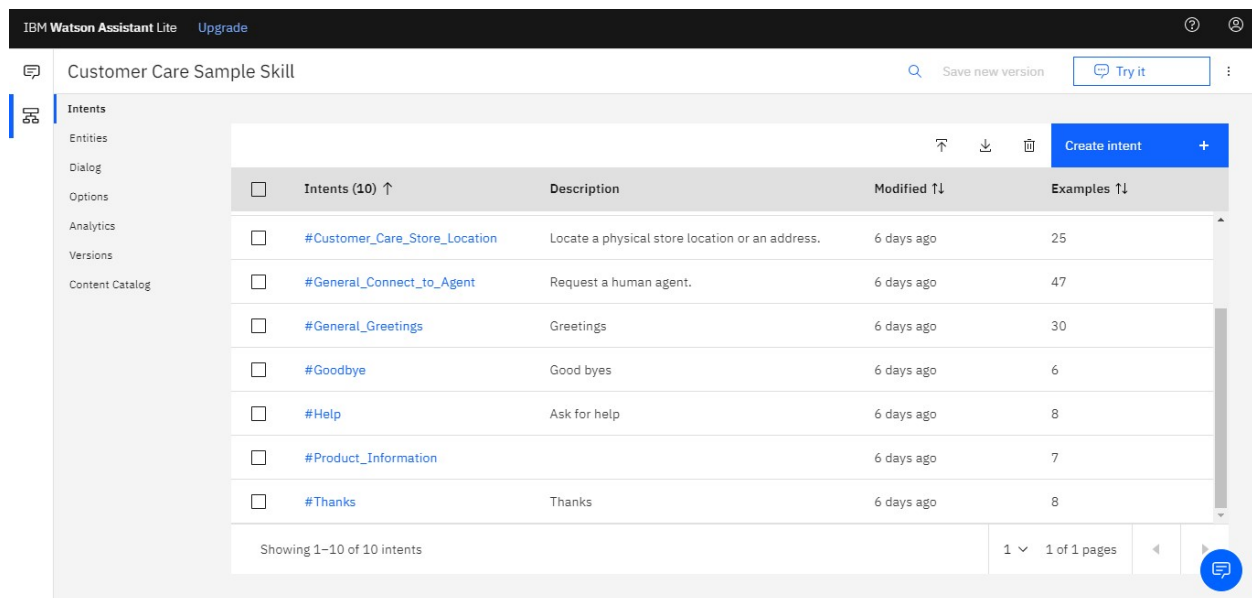 IBM Watson Assistant Lite Upgrade
Customer Care Sample Skill Save new version Try it
Intents
Entities
Dialog
Options
Analytics
Versions
Content Catalog
Create intent +
Intents (10) ↑ Description Modified ↑↓ Examples ↑↓
#Customer_Care_Store_Location Locate a physical store location or an address. 6 days ago 25
#General_Connect_to_Agent Request a human agent. 6 days ago 47
#General_Greetings Greetings 6 days ago 30
#Goodbye Good byes 6 days ago 6
#Help Ask for help 6 days ago 8
#Product_Information 6 days ago 7
#Thanks Thanks 6 days ago 8
Showing 1–10 of 10 intents 1 1 of 1 pages